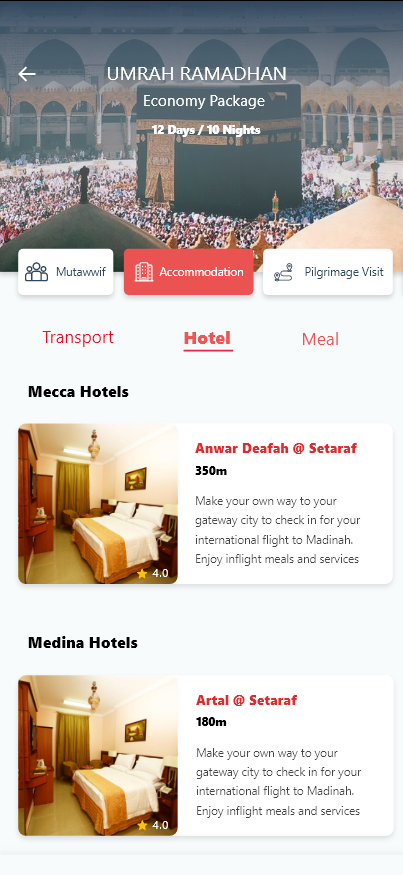 UMRAH RAMADHAN
Economy Package
12 Days / 10 Nights
Mutawwif
Accommodation
Pilgrimage Visit
Transport
Hotel
Meal
Mecca Hotels
Anwar Deafah @ Setaraf
350m
Make your own way to your
gateway city to check in for your
international flight to Madinah.
Enjoy inflight meals and services
4.0
Medina Hotels
Artal @ Setaraf
180m
Make your own way to your
gateway city to check in for your
international flight to Madinah.
Enjoy inflight meals and services
4.0